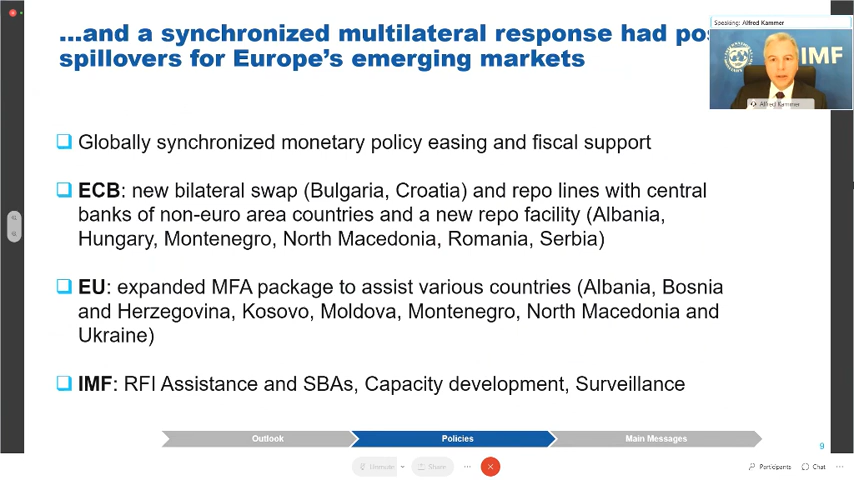 ...and a synchronized multilateral response had
spillovers for Europe's emerging markets
Speaking: Alfred Kammer
IMF
Alfred Kammer
Globally synchronized monetary policy easing and fiscal support
ECB: new bilateral swap (Bulgaria, Croatia) and repo lines with central
banks of non-euro area countries and a new repo facility (Albania,
Hungary, Montenegro, North Macedonia, Romania, Serbia)
EU: expanded MFA package to assist various countries (Albania, Bosnia
and Herzegovina, Kosovo, Moldova, Montenegro, North Macedonia and
Ukraine)
IMF: RFI Assistance and SBAs, Capacity development, Surveillance
Outlook Policies Main Messages
9
Unmute Share Participants Chat